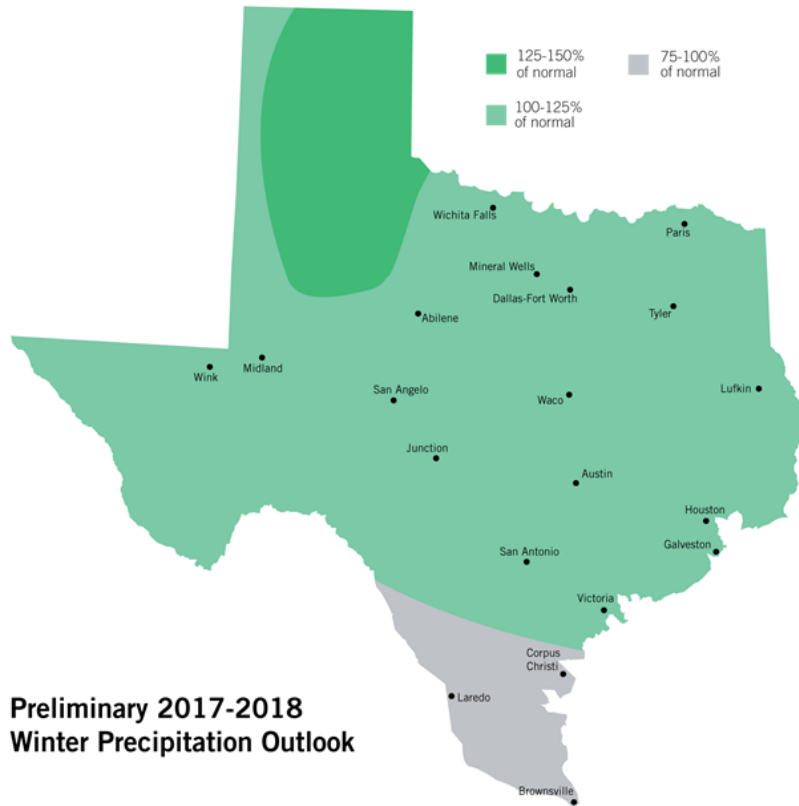 125-150%
of normal
75-100%
of normal
100-125%
of normal
Wichita Falls
Paris
Mineral Wells
Dallas-Fort Worth
Tyler
Abilene
Midland
Wink
San Angelo
Lufkin
Waco
Junction
Austin
Houston
Galveston
San Antonio
Victoria
Corpus
Christi
Laredo
Preliminary 2017-2018
Winter Precipitation Outlook
Brownsville